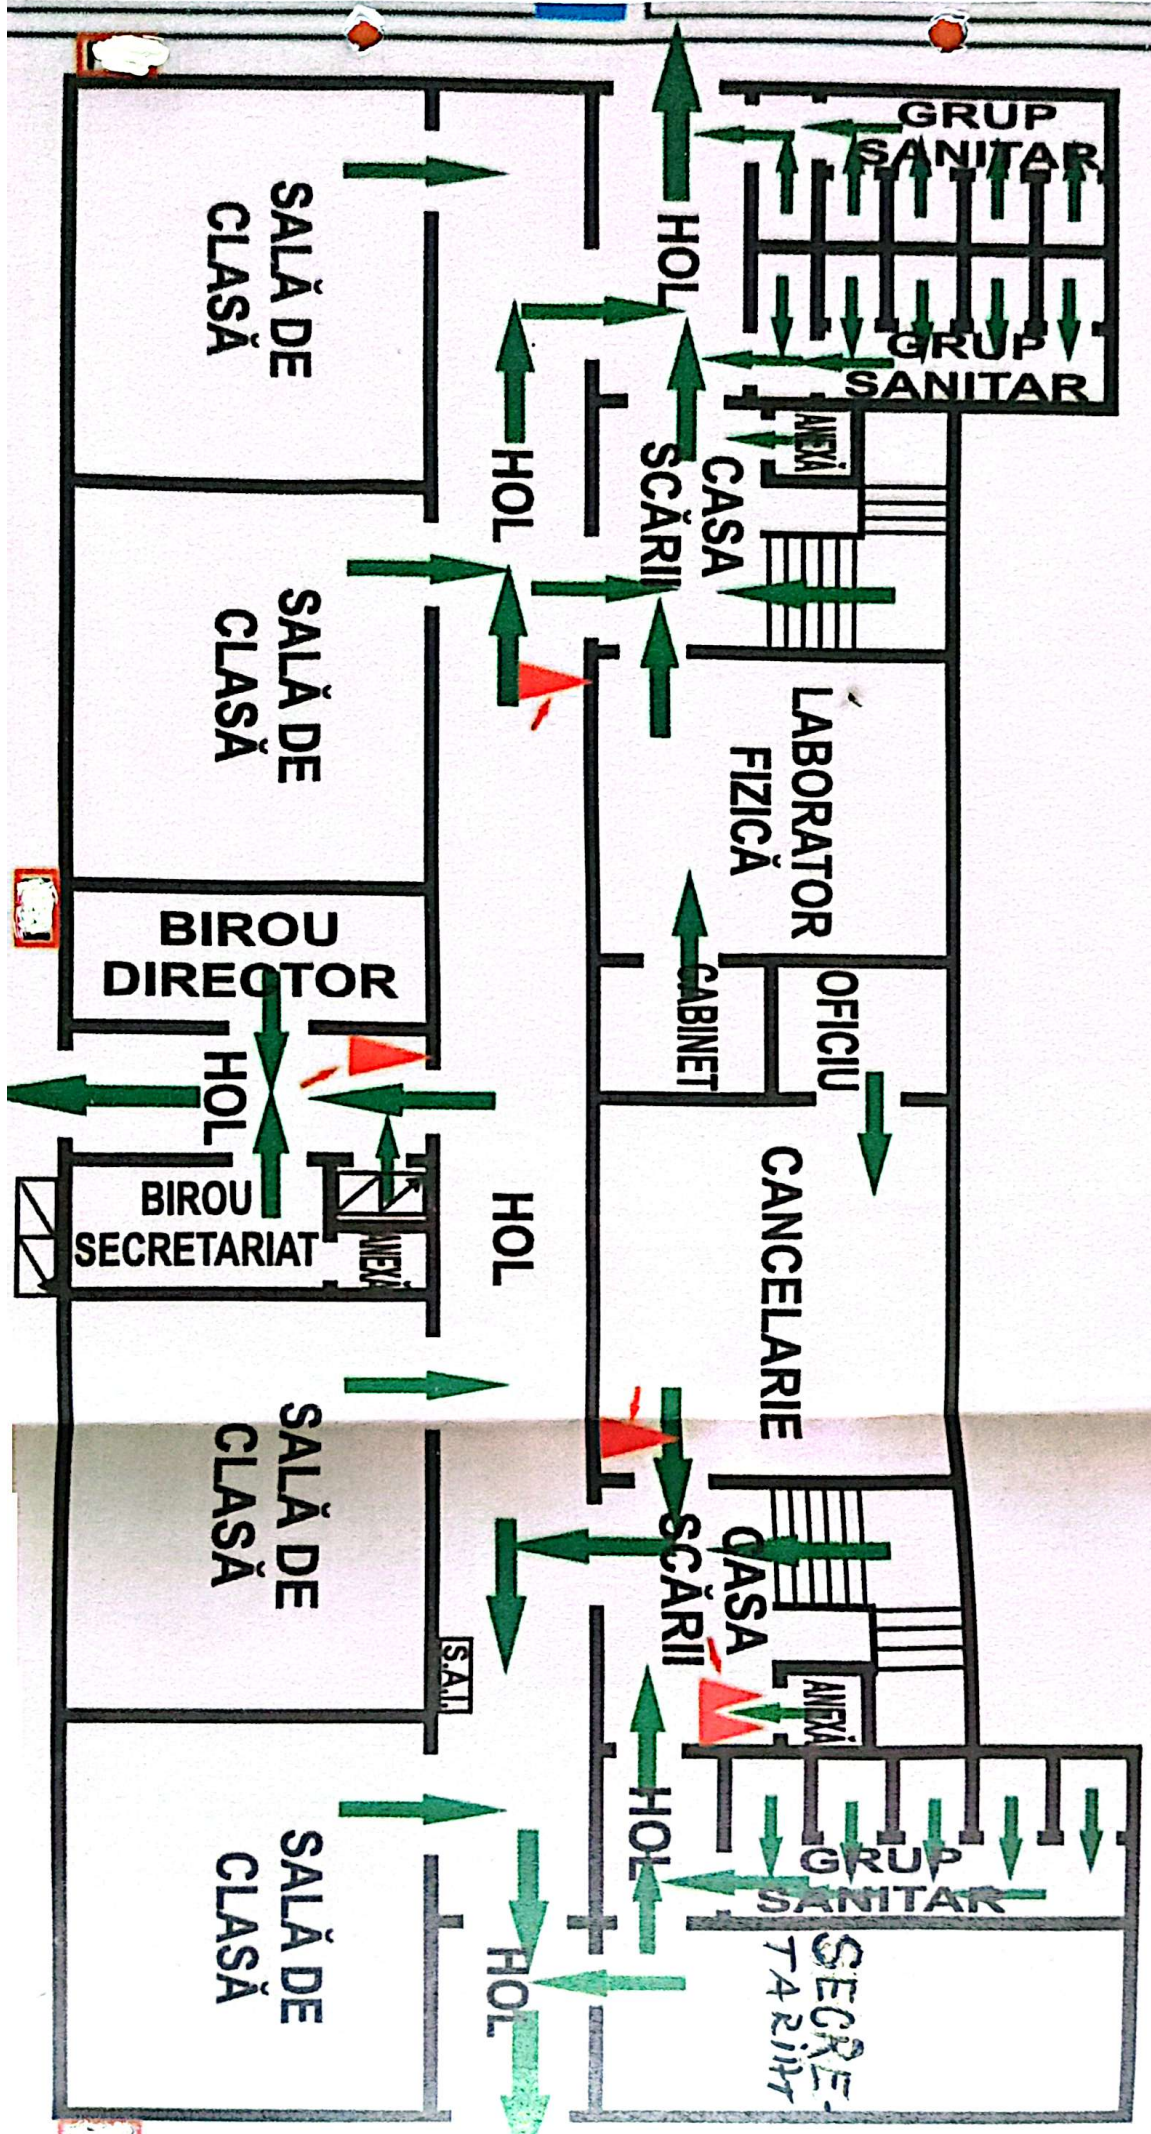 GRUP
SANITAR
HOL
SALĂ DE
CLASĂ
GRUP
SANITAR
ANEXĂ
CASA
SCĂRII
HOL
SALĂ DE
CLASĂ
LABORATOR
FIZICĂ
BIROU
DIRECTOR
CABINET
OFICIU
HOL
BIROU
SECRETARIAT
ANEXĂ
HOL
CANCELARIE
SALĂ DE
CLASĂ
CASA
SCĂRII
S.A.I.
ANEXĂ
HOL
GRUP
SANITAR
SALĂ DE
CLASĂ
HOL
SECRE-
TARIAT